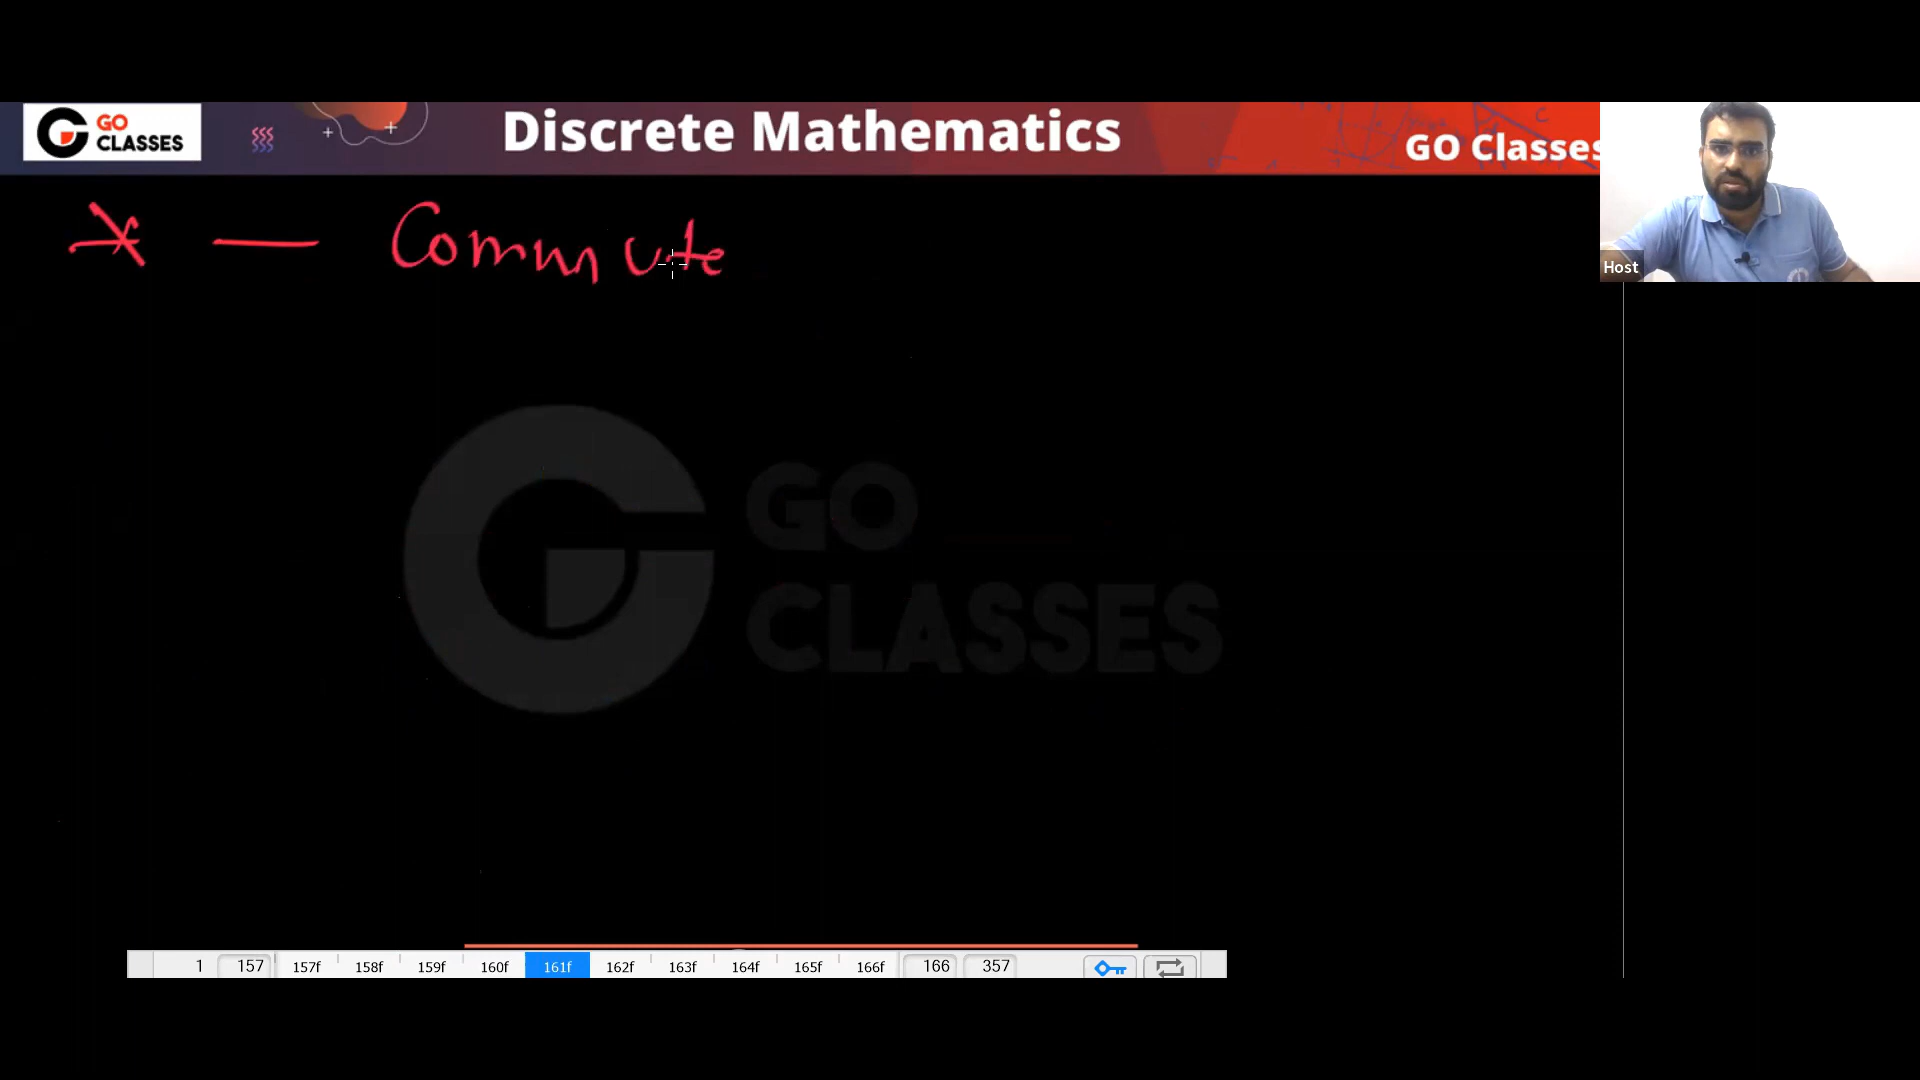 GO
CLASSES
Discrete Mathematics
GO Classes
Host
* — Commute
GO
CLASSES
1 157 157f 158f 159f 160f 161f 162f 163f 164f 165f 166f 166 357